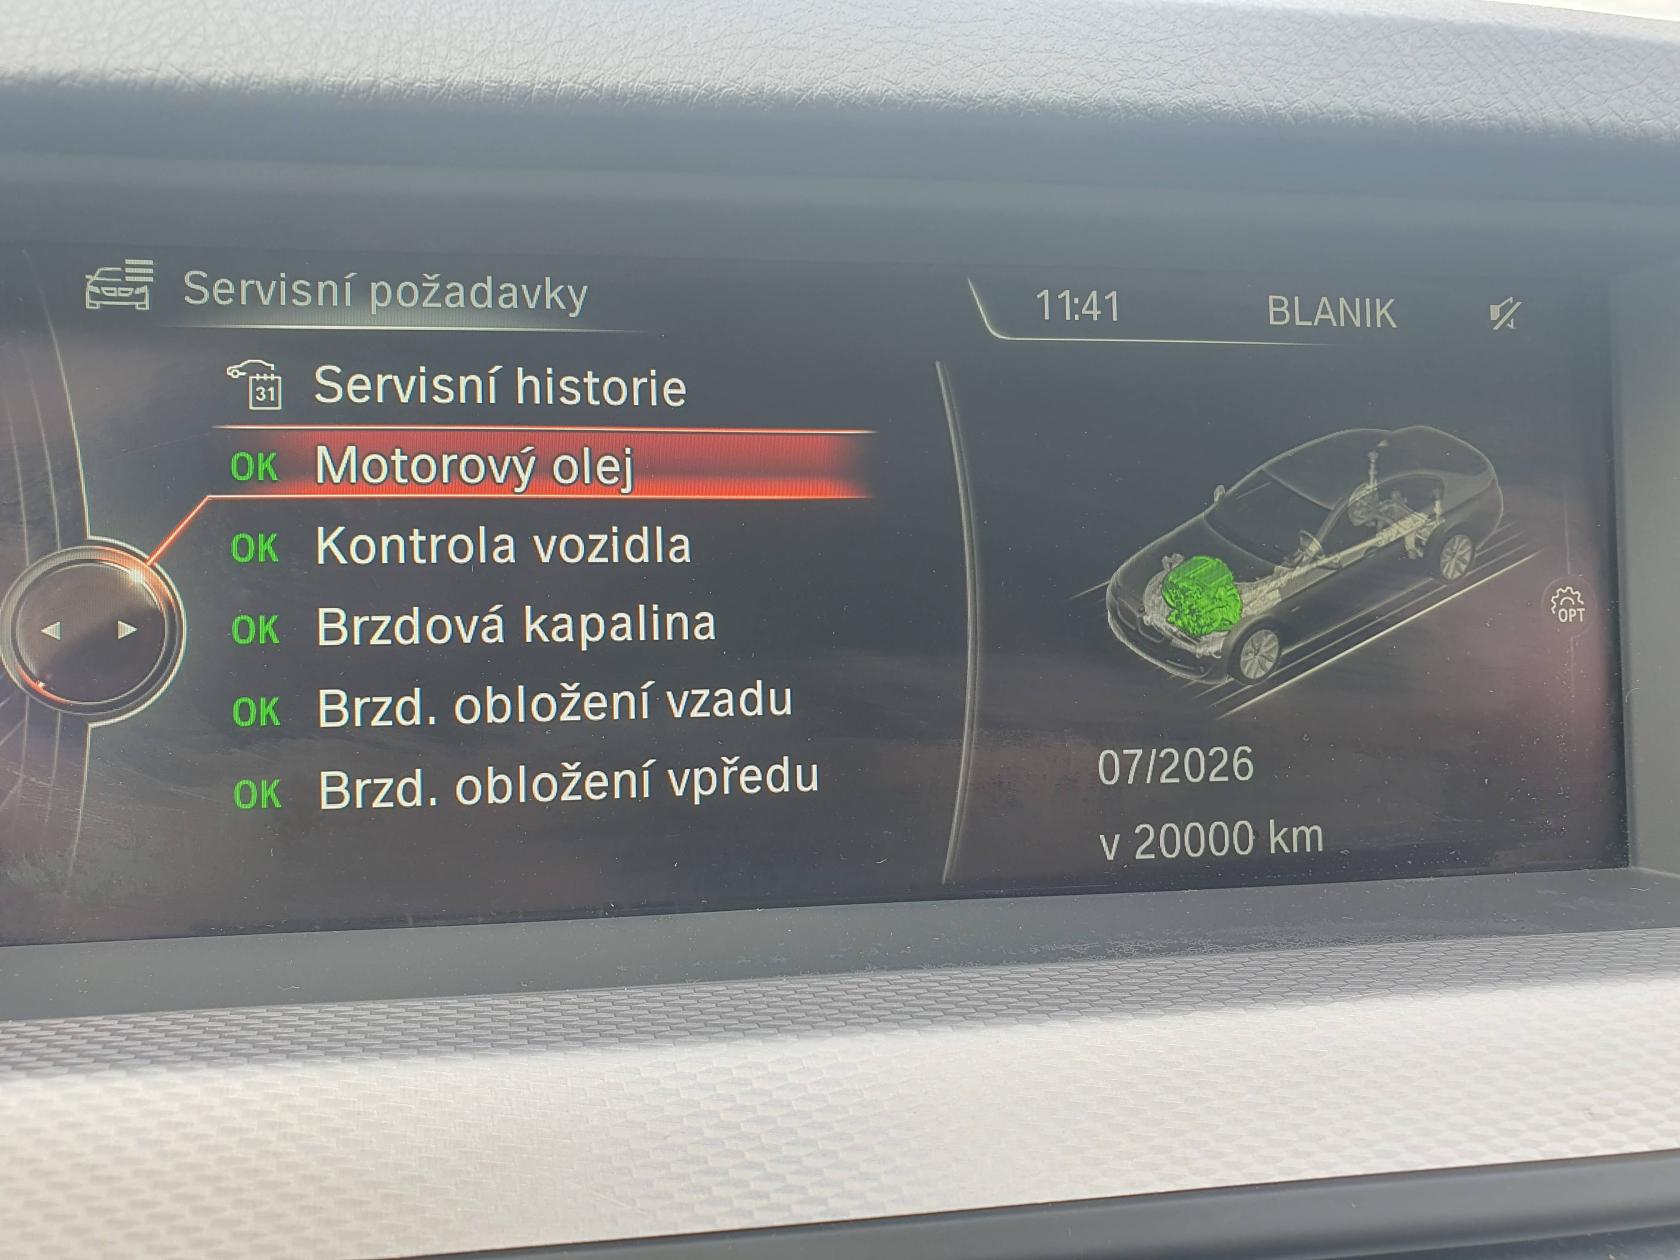 Servisní požadavky
11:41 BLANIK
31 Servisní historie
OK Motorový olej
OK Kontrola vozidla
OK Brzdová kapalina
OK Brzd. obložení vzadu
OK Brzd. obložení vpředu
OPT
07/2026
v 20000 km